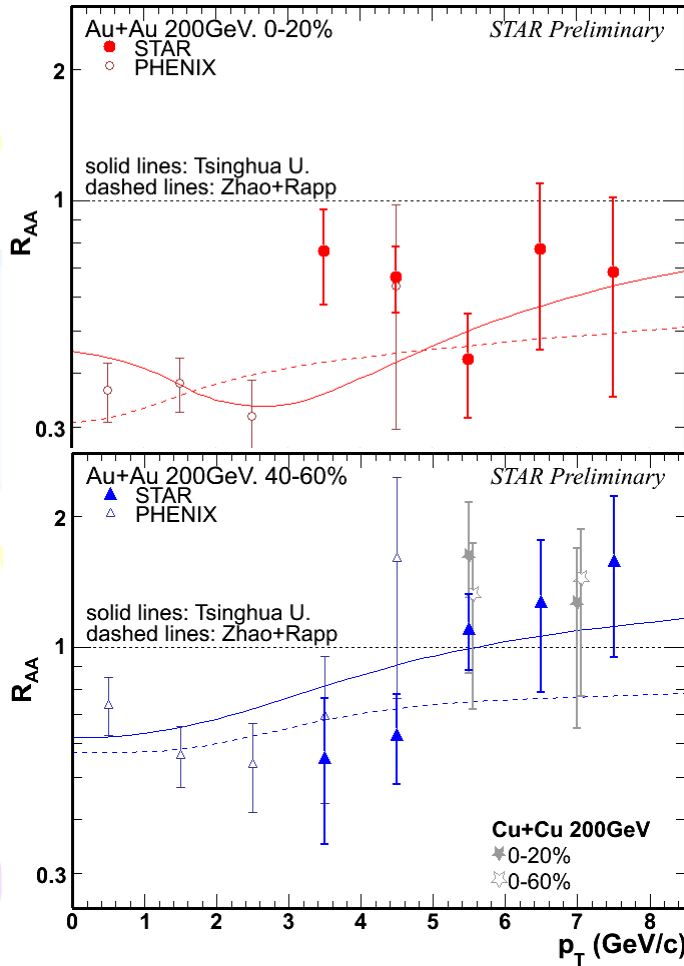 Au+Au 200GeV. 0-20%
STAR Preliminary
STAR
PHENIX
2
solid lines: Tsinghua U.
dashed lines: Zhao+Rapp
1
R_AA
0.3
Au+Au 200GeV. 40-60%
STAR Preliminary
STAR
PHENIX
2
solid lines: Tsinghua U.
dashed lines: Zhao+Rapp
1
R_AA
Cu+Cu 200GeV
0-20%
0-60%
0.3
0 1 2 3 4 5 6 7 8
p_T (GeV/c)